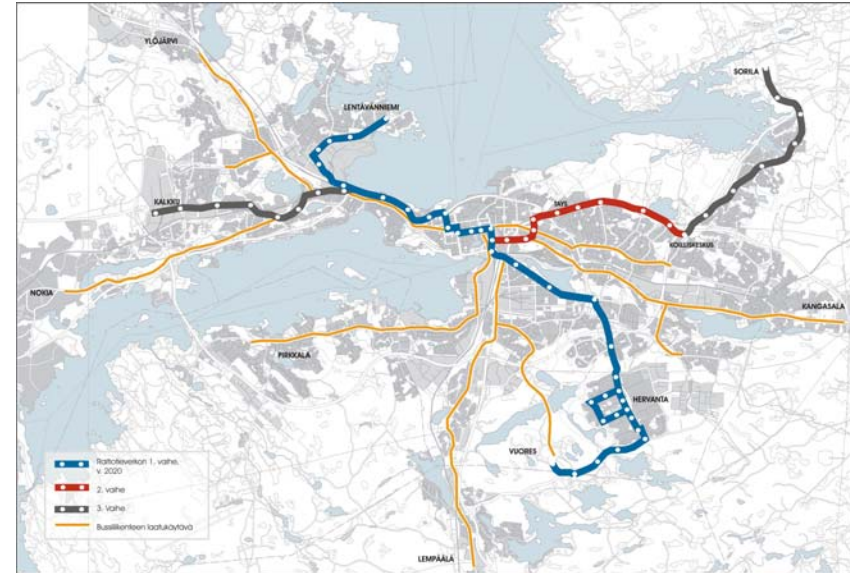 YLÖJÄRVI
SORILA
LENTÄVÄNNIEMI
KALKKU
TAYS
KOILLISKESKUS
NOKIA
KANGASALA
PIRKKALA
HERVANTA
VUORES
LEMPÄÄLÄ
Raitiotieverkon 1. vaihe,
v. 2020
2. vaihe
3. vaihe
Bussiliikenteen laatukäytävä